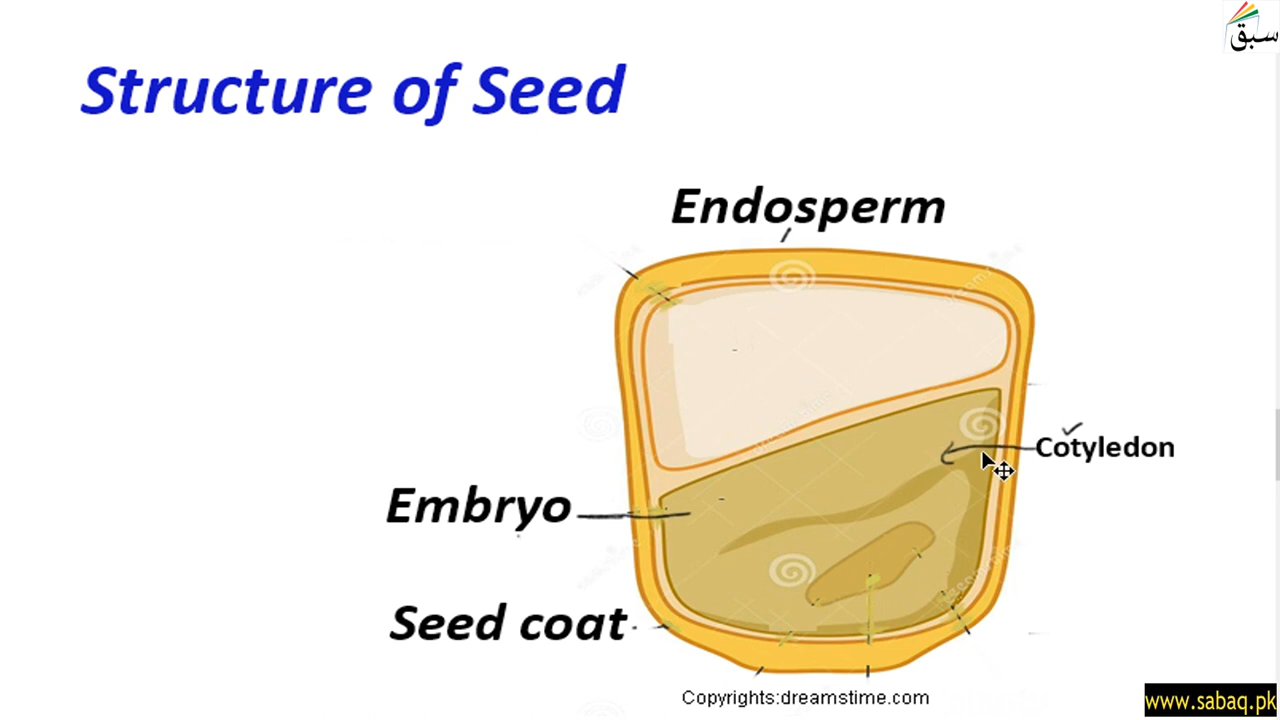 سبق
Structure of Seed
Endosperm
Cotyledon
Embryo
Seed coat
Copyrights:dreamstime.com
www.sabaq.pk